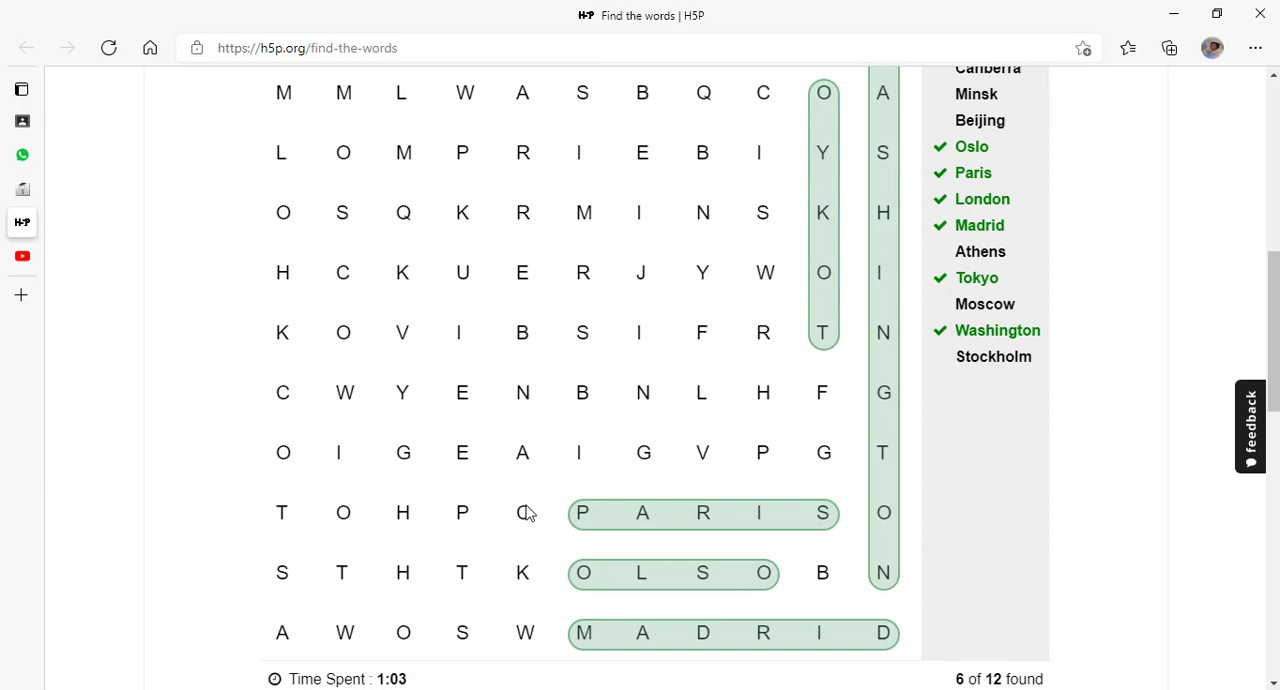 H-P Find the words | H5P
https://h5p.org/find-the-words
H-P
M M L W A S B Q C O A
L O M P R I E B I Y S
O S Q K R M I N S K H
H C K U E R J Y W O I
K O V I B S I F R T N
C W Y E N B N L H F G
O I G E A I G V P G T
T O H P C P A R I S O
S T H T K O L S O B N
A W O S W M A D R I D
Canberra
Minsk
Beijing
Oslo
Paris
London
Madrid
Athens
Tokyo
Moscow
Washington
Stockholm
feedback
Time Spent : 1:03
6 of 12 found